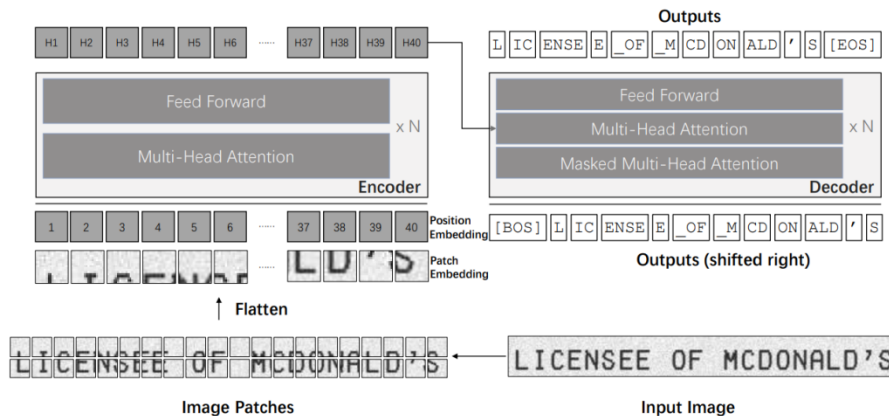 Outputs
H1 H2 H3 H4 H5 H6 ...... H37 H38 H39 H40
L IC ENSE E _OF _M CD ON ALD ' S [EOS]
Feed Forward
Multi-Head Attention
x N
Encoder
Feed Forward
Multi-Head Attention
Masked Multi-Head Attention
x N
Decoder
1 2 3 4 5 6 ...... 37 38 39 40
Position
Embedding
[BOS] L IC ENSE E _OF _M CD ON ALD ' S
LICENSE ...... LD'S
Patch
Embedding
Outputs (shifted right)
Flatten
LICENSEE OF MCDONALD'S
LICENSEE OF MCDONALD'S
Image Patches
Input Image